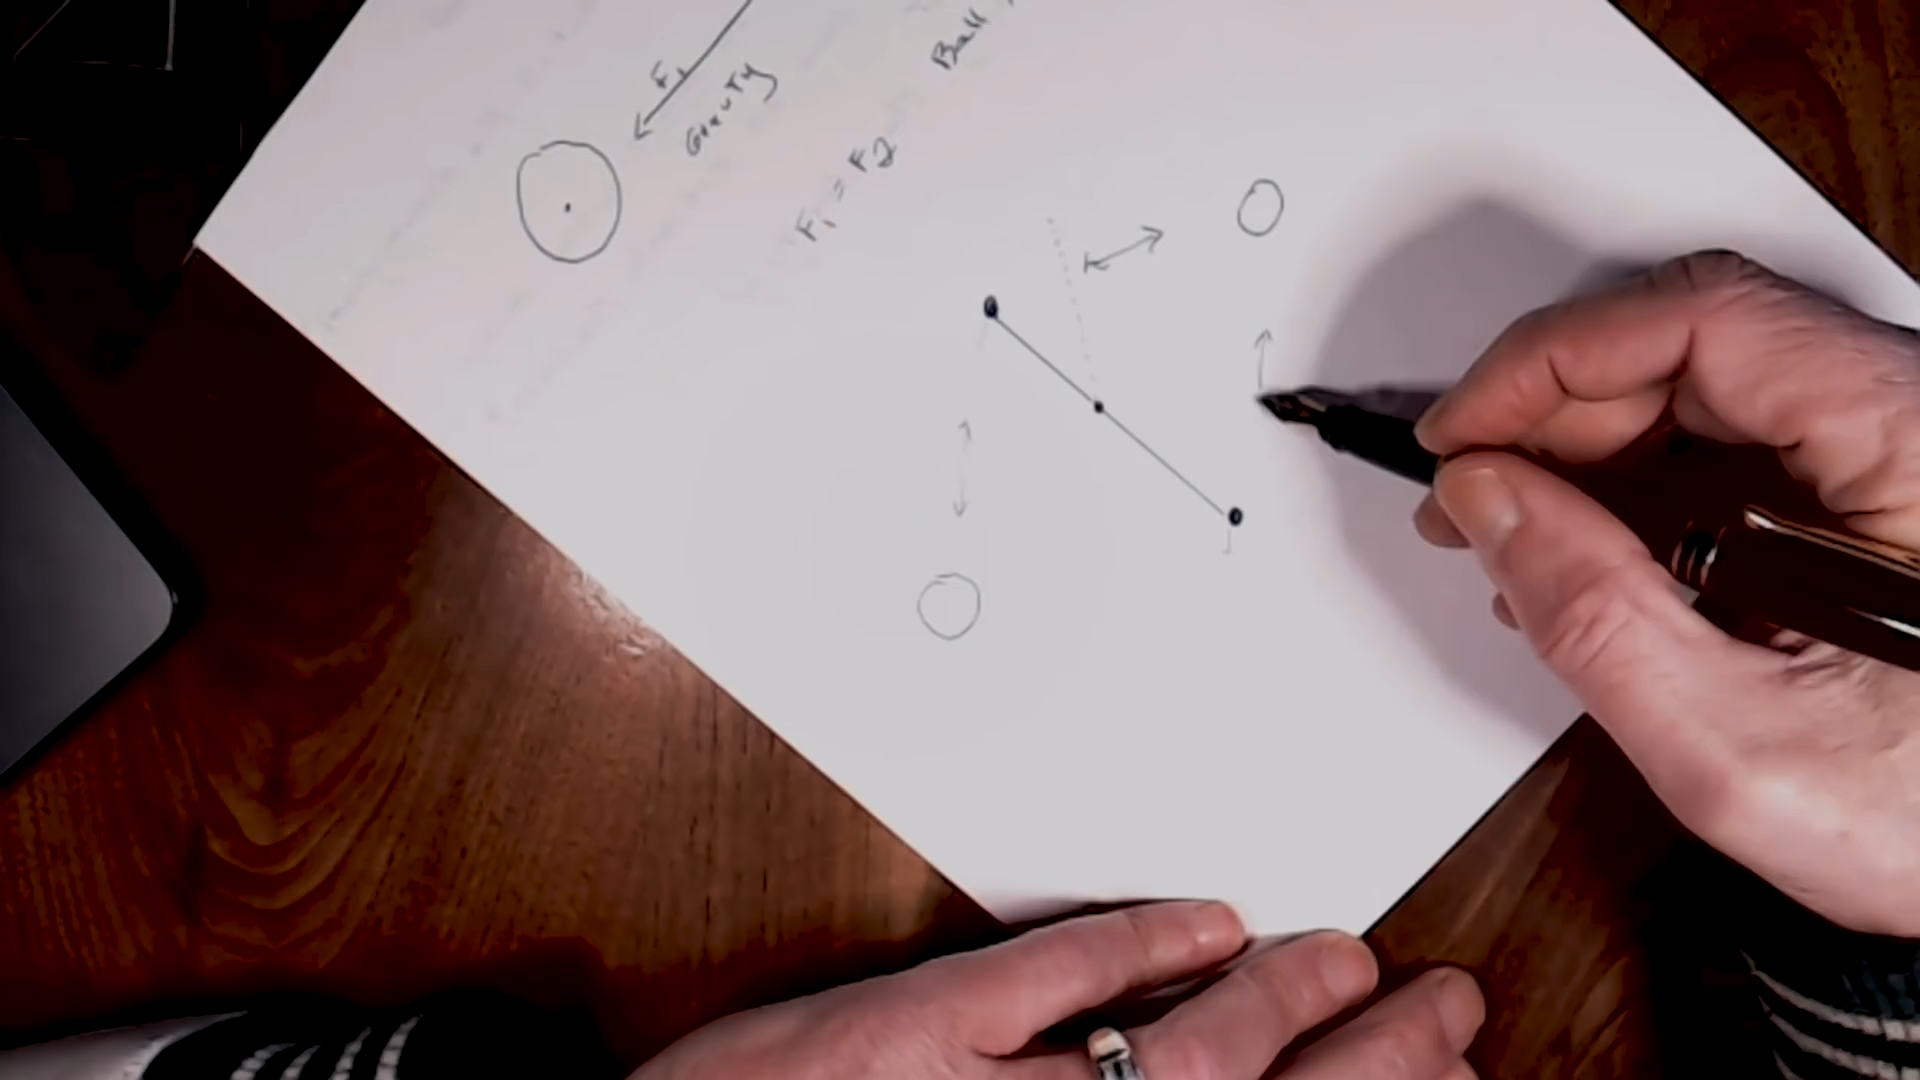 F₁
Gravity
F₁ = F2
Ball